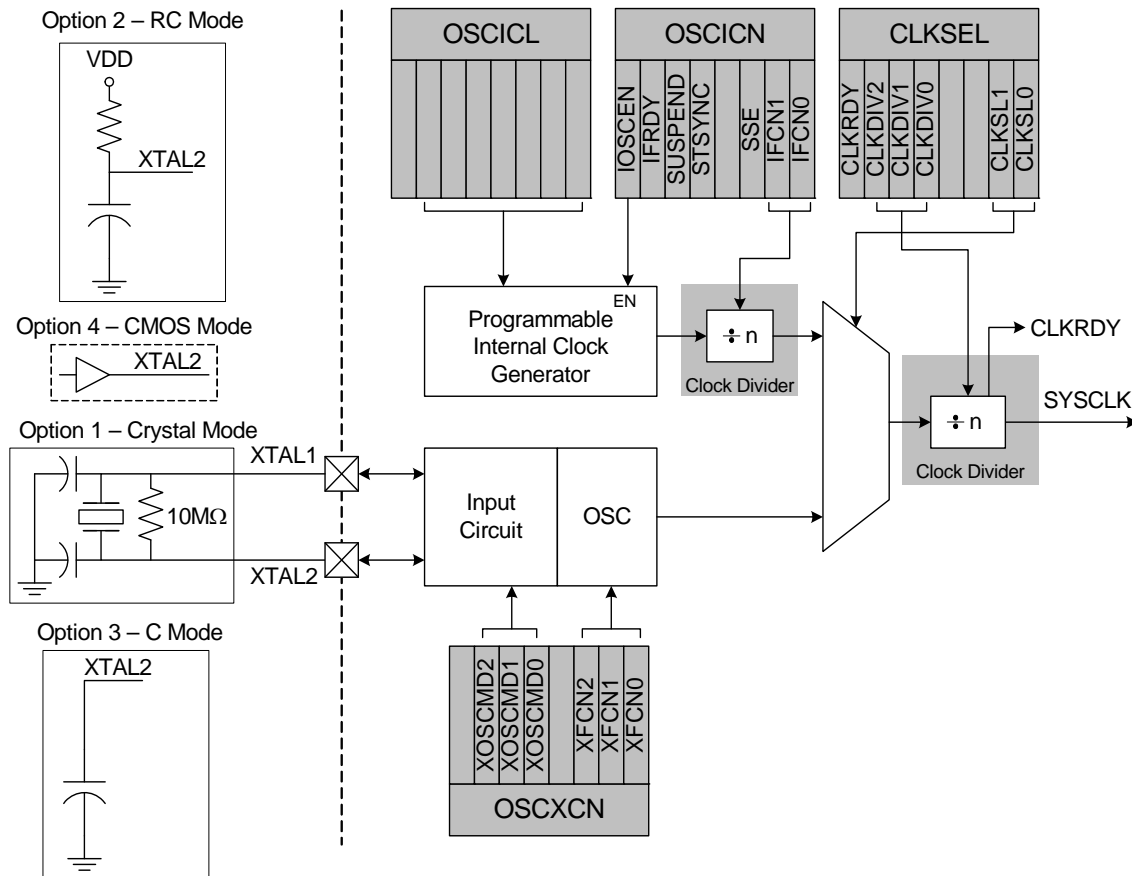 Option 2 – RC Mode
VDD
XTAL2
Option 4 – CMOS Mode
XTAL2
Option 1 – Crystal Mode
XTAL1
10MΩ
XTAL2
Option 3 – C Mode
XTAL2
OSCICL
OSCICN
IOSCEN
IFRDY
SUSPEND
STSYNC
SSE
IFCN1
IFCN0
CLKSEL
CLKRDY
CLKDIV2
CLKDIV1
CLKDIV0
CLKSL1
CLKSL0
EN
Programmable
Internal Clock
Generator
÷ n
Clock Divider
CLKRDY
SYSCLK
÷ n
Clock Divider
Input
Circuit
OSC
XOSCMD2
XOSCMD1
XOSCMD0
XFCN2
XFCN1
XFCN0
OSCXCN